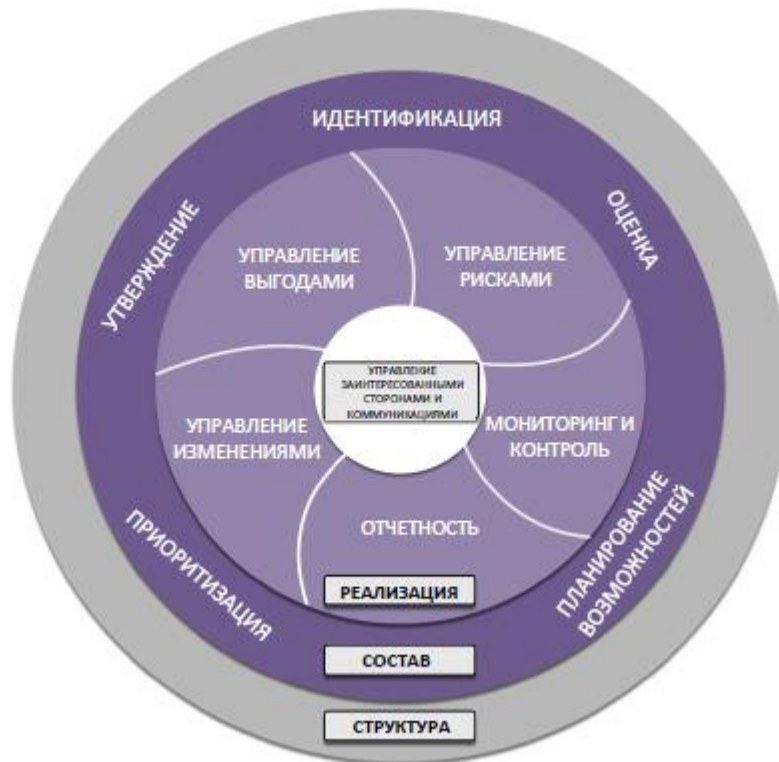 ИДЕНТИФИКАЦИЯ
ОЦЕНКА
УТВЕРЖДЕНИЕ
УПРАВЛЕНИЕ
ВЫГОДАМИ
УПРАВЛЕНИЕ
РИСКАМИ
УПРАВЛЕНИЕ
ЗАИНТЕРЕСОВАННЫМИ
СТОРОНАМИ И
КОММУНИКАЦИЯМИ
УПРАВЛЕНИЕ
ИЗМЕНЕНИЯМИ
МОНИТОРИНГ И
КОНТРОЛЬ
ОТЧЕТНОСТЬ
ПРИОРИТИЗАЦИЯ
ПЛАНИРОВАНИЕ
ВОЗМОЖНОСТЕЙ
РЕАЛИЗАЦИЯ
СОСТАВ
СТРУКТУРА